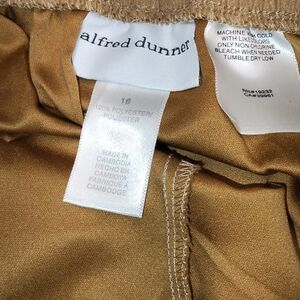 alfred dunner
16
100% POLYESTER/
POLYESTER
MADE IN
CAMBODIA
HECHO EN
CAMBOYA
FABRIQUÉ À
CAMBODGE
MACHINE COLD
WITH LIKE COLORS
ONLY NON-CHLORINE
BLEACH WHEN NEEDED
TUMBLE DRY LOW